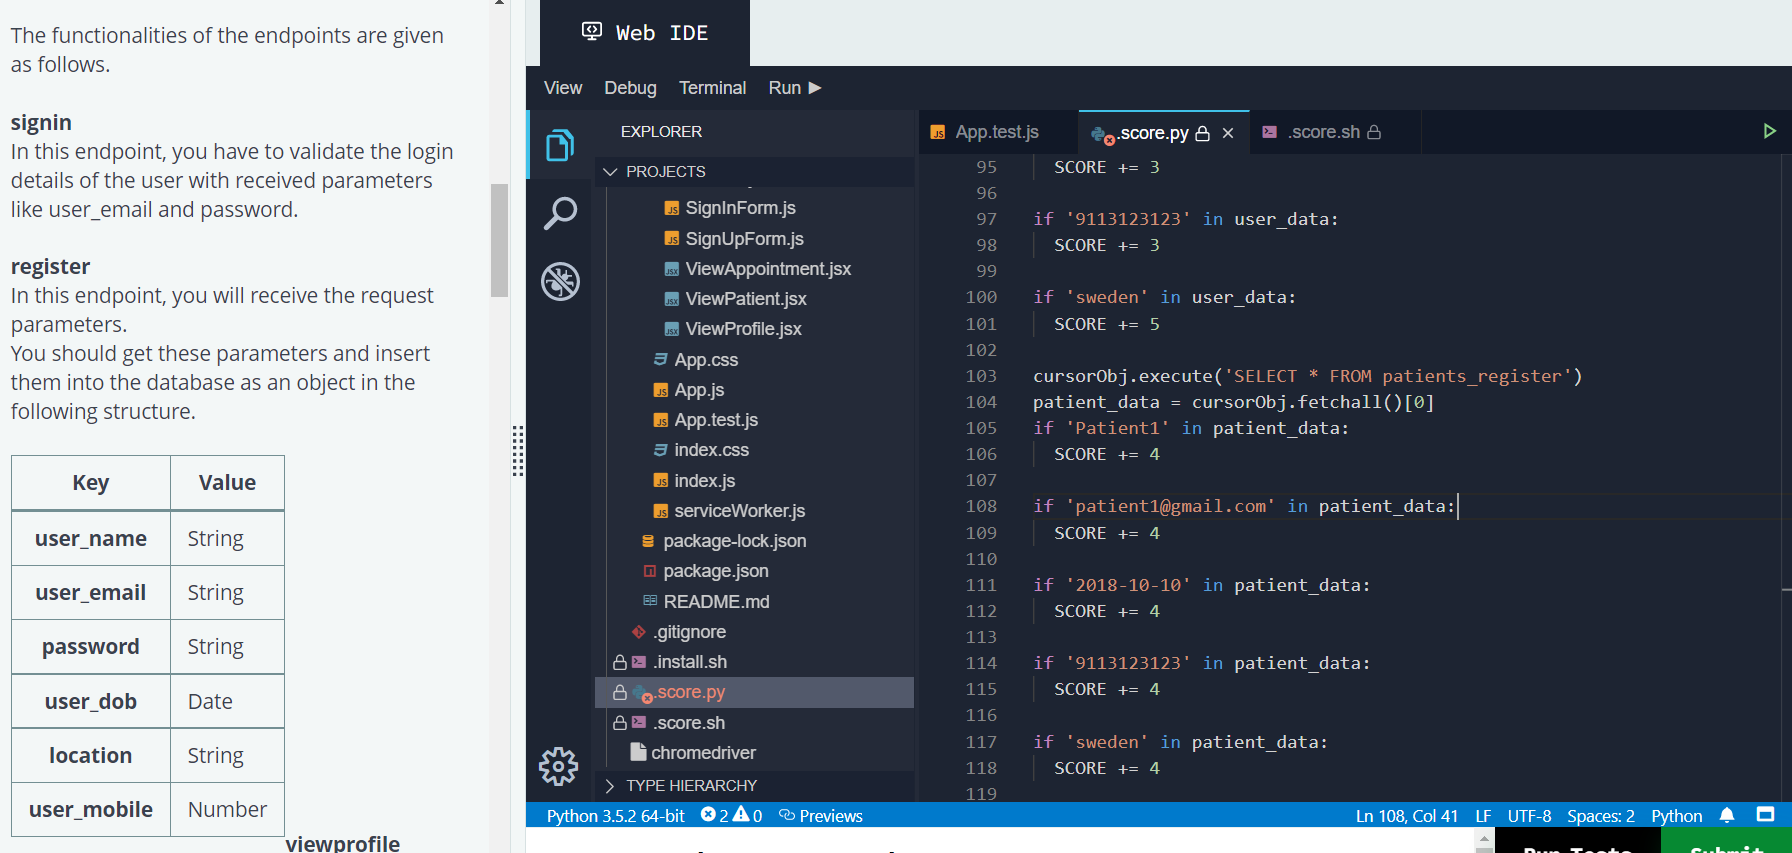 The functionalities of the endpoints are given
as follows.
signin
In this endpoint, you have to validate the login
details of the user with received parameters
like user_email and password.
register
In this endpoint, you will receive the request
parameters.
You should get these parameters and insert
them into the database as an object in the
following structure.
Key Value
user_name String
user_email String
password String
user_dob Date
location String
user_mobile Number
viewprofile
Web IDE
View Debug Terminal Run
EXPLORER
PROJECTS
SignInForm.js
SignUpForm.js
ViewAppointment.jsx
ViewPatient.jsx
ViewProfile.jsx
App.css
App.js
App.test.js
index.css
index.js
serviceWorker.js
package-lock.json
package.json
README.md
.gitignore
.install.sh
.score.py
.score.sh
chromedriver
TYPE HIERARCHY
App.test.js .score.py .score.sh
95 SCORE += 3
96
97 if '9113123123' in user_data:
98 SCORE += 3
99
100 if 'sweden' in user_data:
101 SCORE += 5
102
103 cursorObj.execute('SELECT * FROM patients_register')
104 patient_data = cursorObj.fetchall()[0]
105 if 'Patient1' in patient_data:
106 SCORE += 4
107
108 if 'patient1@gmail.com' in patient_data:
109 SCORE += 4
110
111 if '2018-10-10' in patient_data:
112 SCORE += 4
113
114 if '9113123123' in patient_data:
115 SCORE += 4
116
117 if 'sweden' in patient_data:
118 SCORE += 4
119
Python 3.5.2 64-bit 2 0 Previews Ln 108, Col 41 LF UTF-8 Spaces: 2 Python
Run Tests Submit